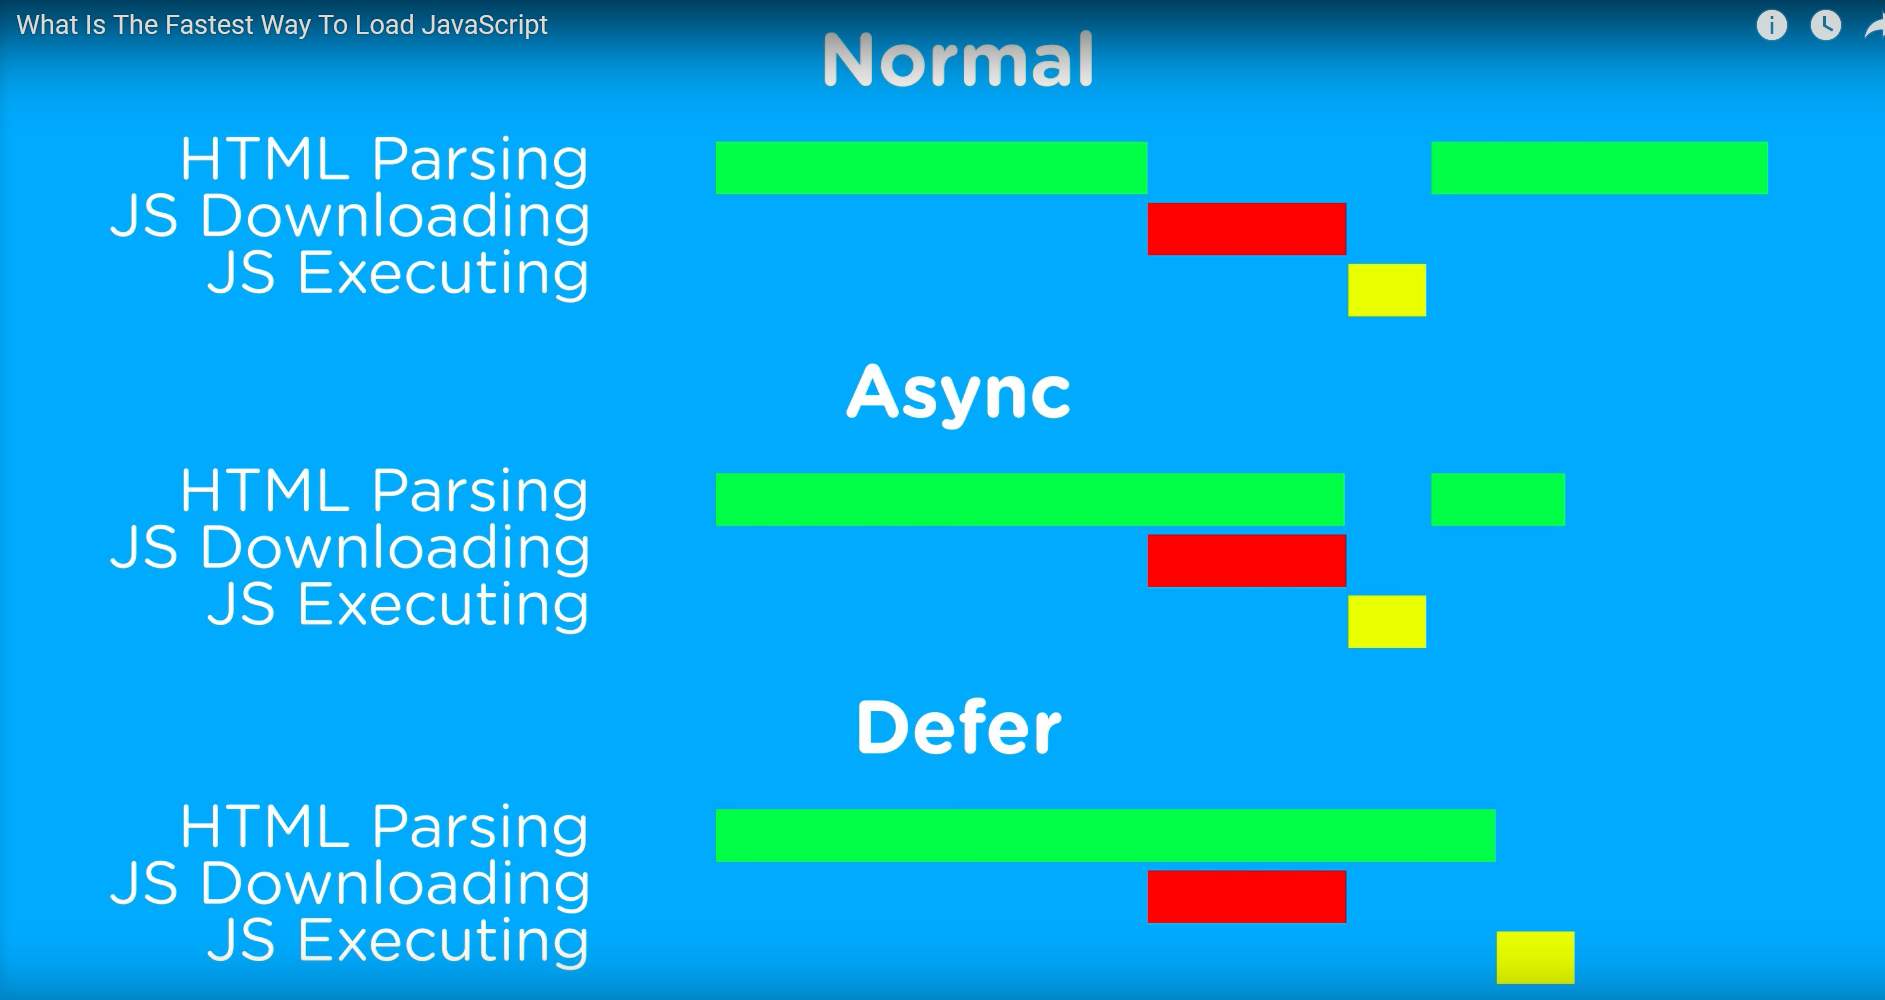 What Is The Fastest Way To Load JavaScript
Normal
HTML Parsing
JS Downloading
JS Executing
Async
HTML Parsing
JS Downloading
JS Executing
Defer
HTML Parsing
JS Downloading
JS Executing